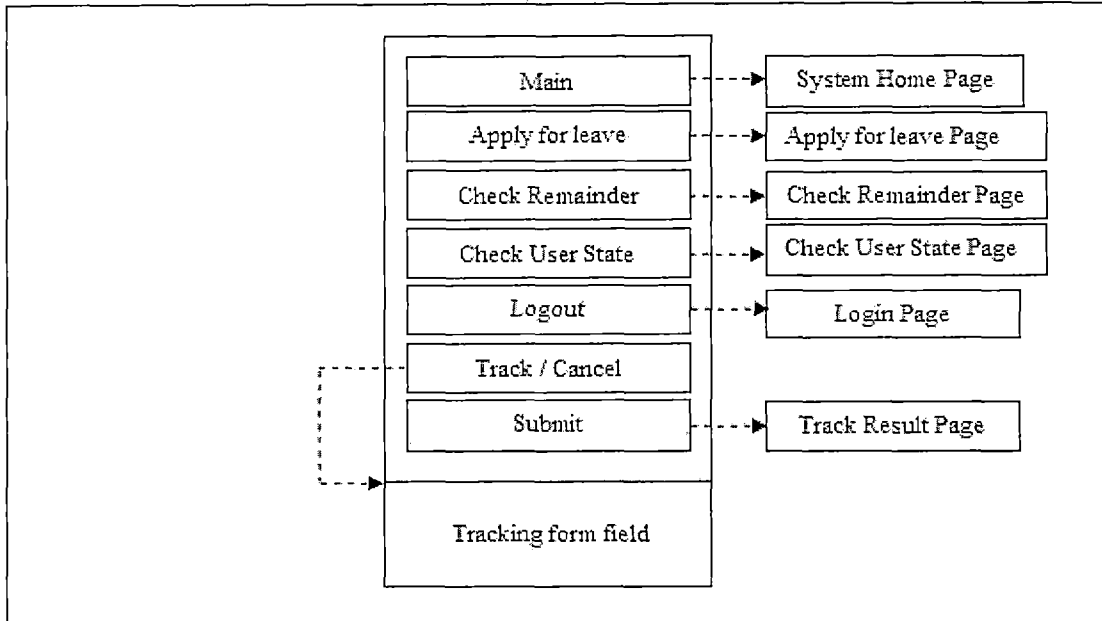 Main
System Home Page
Apply for leave
Apply for leave Page
Check Remainder
Check Remainder Page
Check User State
Check User State Page
Logout
Login Page
Track / Cancel
Submit
Track Result Page
Tracking form field